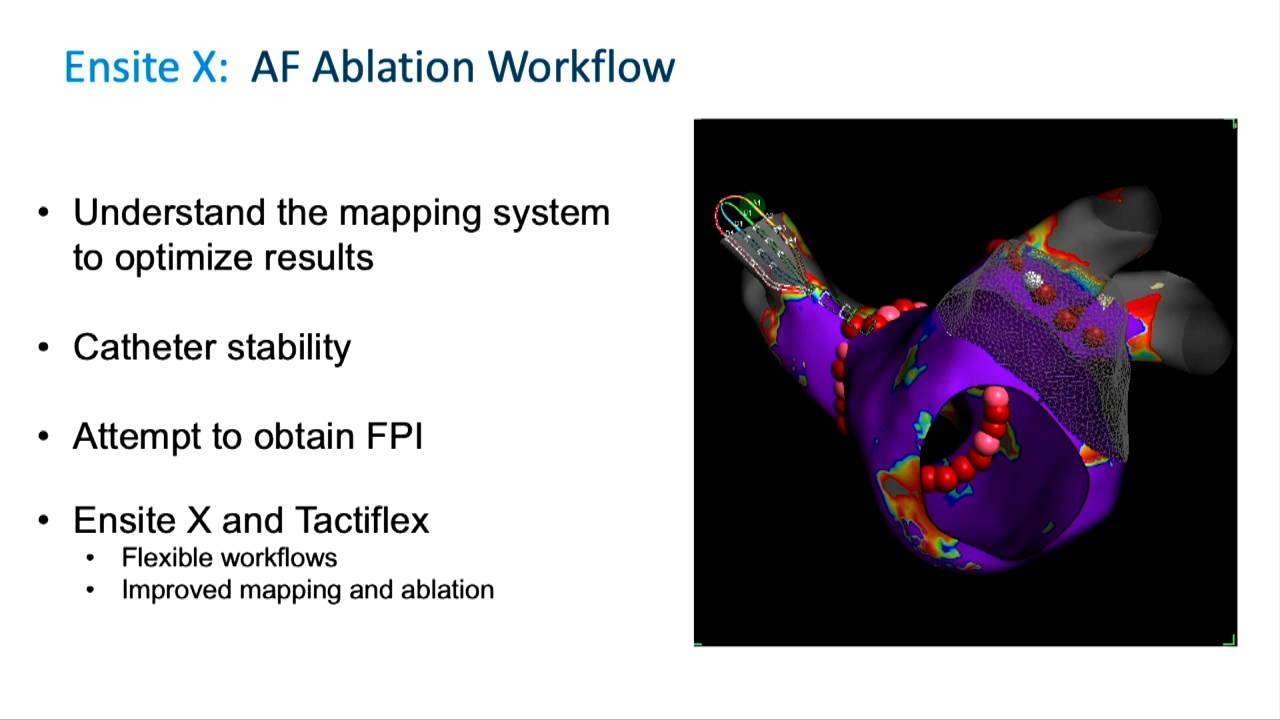 Ensite X: AF Ablation Workflow
• Understand the mapping system
to optimize results
• Catheter stability
• Attempt to obtain FPI
• Ensite X and Tactiflex
• Flexible workflows
• Improved mapping and ablation